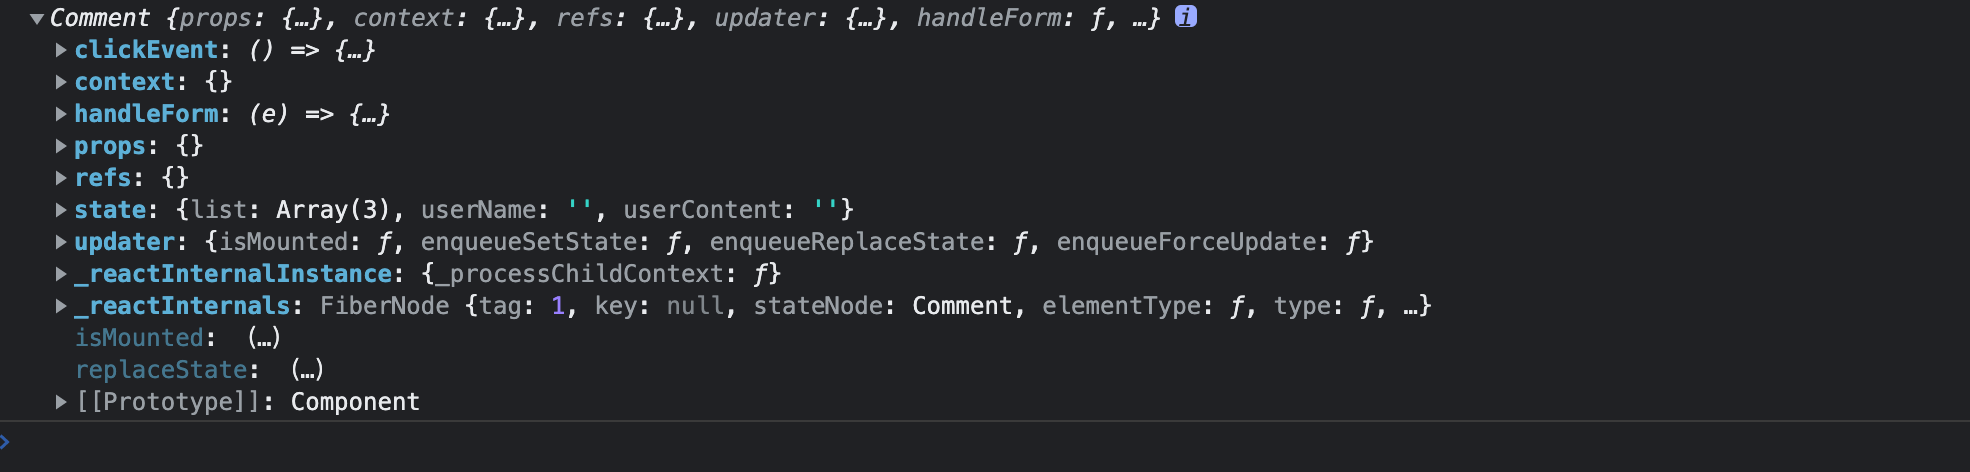 ▼Comment {props: {…}, context: {…}, refs: {…}, updater: {…}, handleForm: ƒ, …} i
▶clickEvent: () => {…}
▶context: {}
▶handleForm: (e) => {…}
▶props: {}
▶refs: {}
▶state: {list: Array(3), userName: '', userContent: ''}
▶updater: {isMounted: ƒ, enqueueSetState: ƒ, enqueueReplaceState: ƒ, enqueueForceUpdate: ƒ}
▶_reactInternalInstance: {_processChildContext: ƒ}
▶_reactInternals: FiberNode {tag: 1, key: null, stateNode: Comment, elementType: ƒ, type: ƒ, …}
isMounted: (…)
replaceState: (…)
▶[[Prototype]]: Component